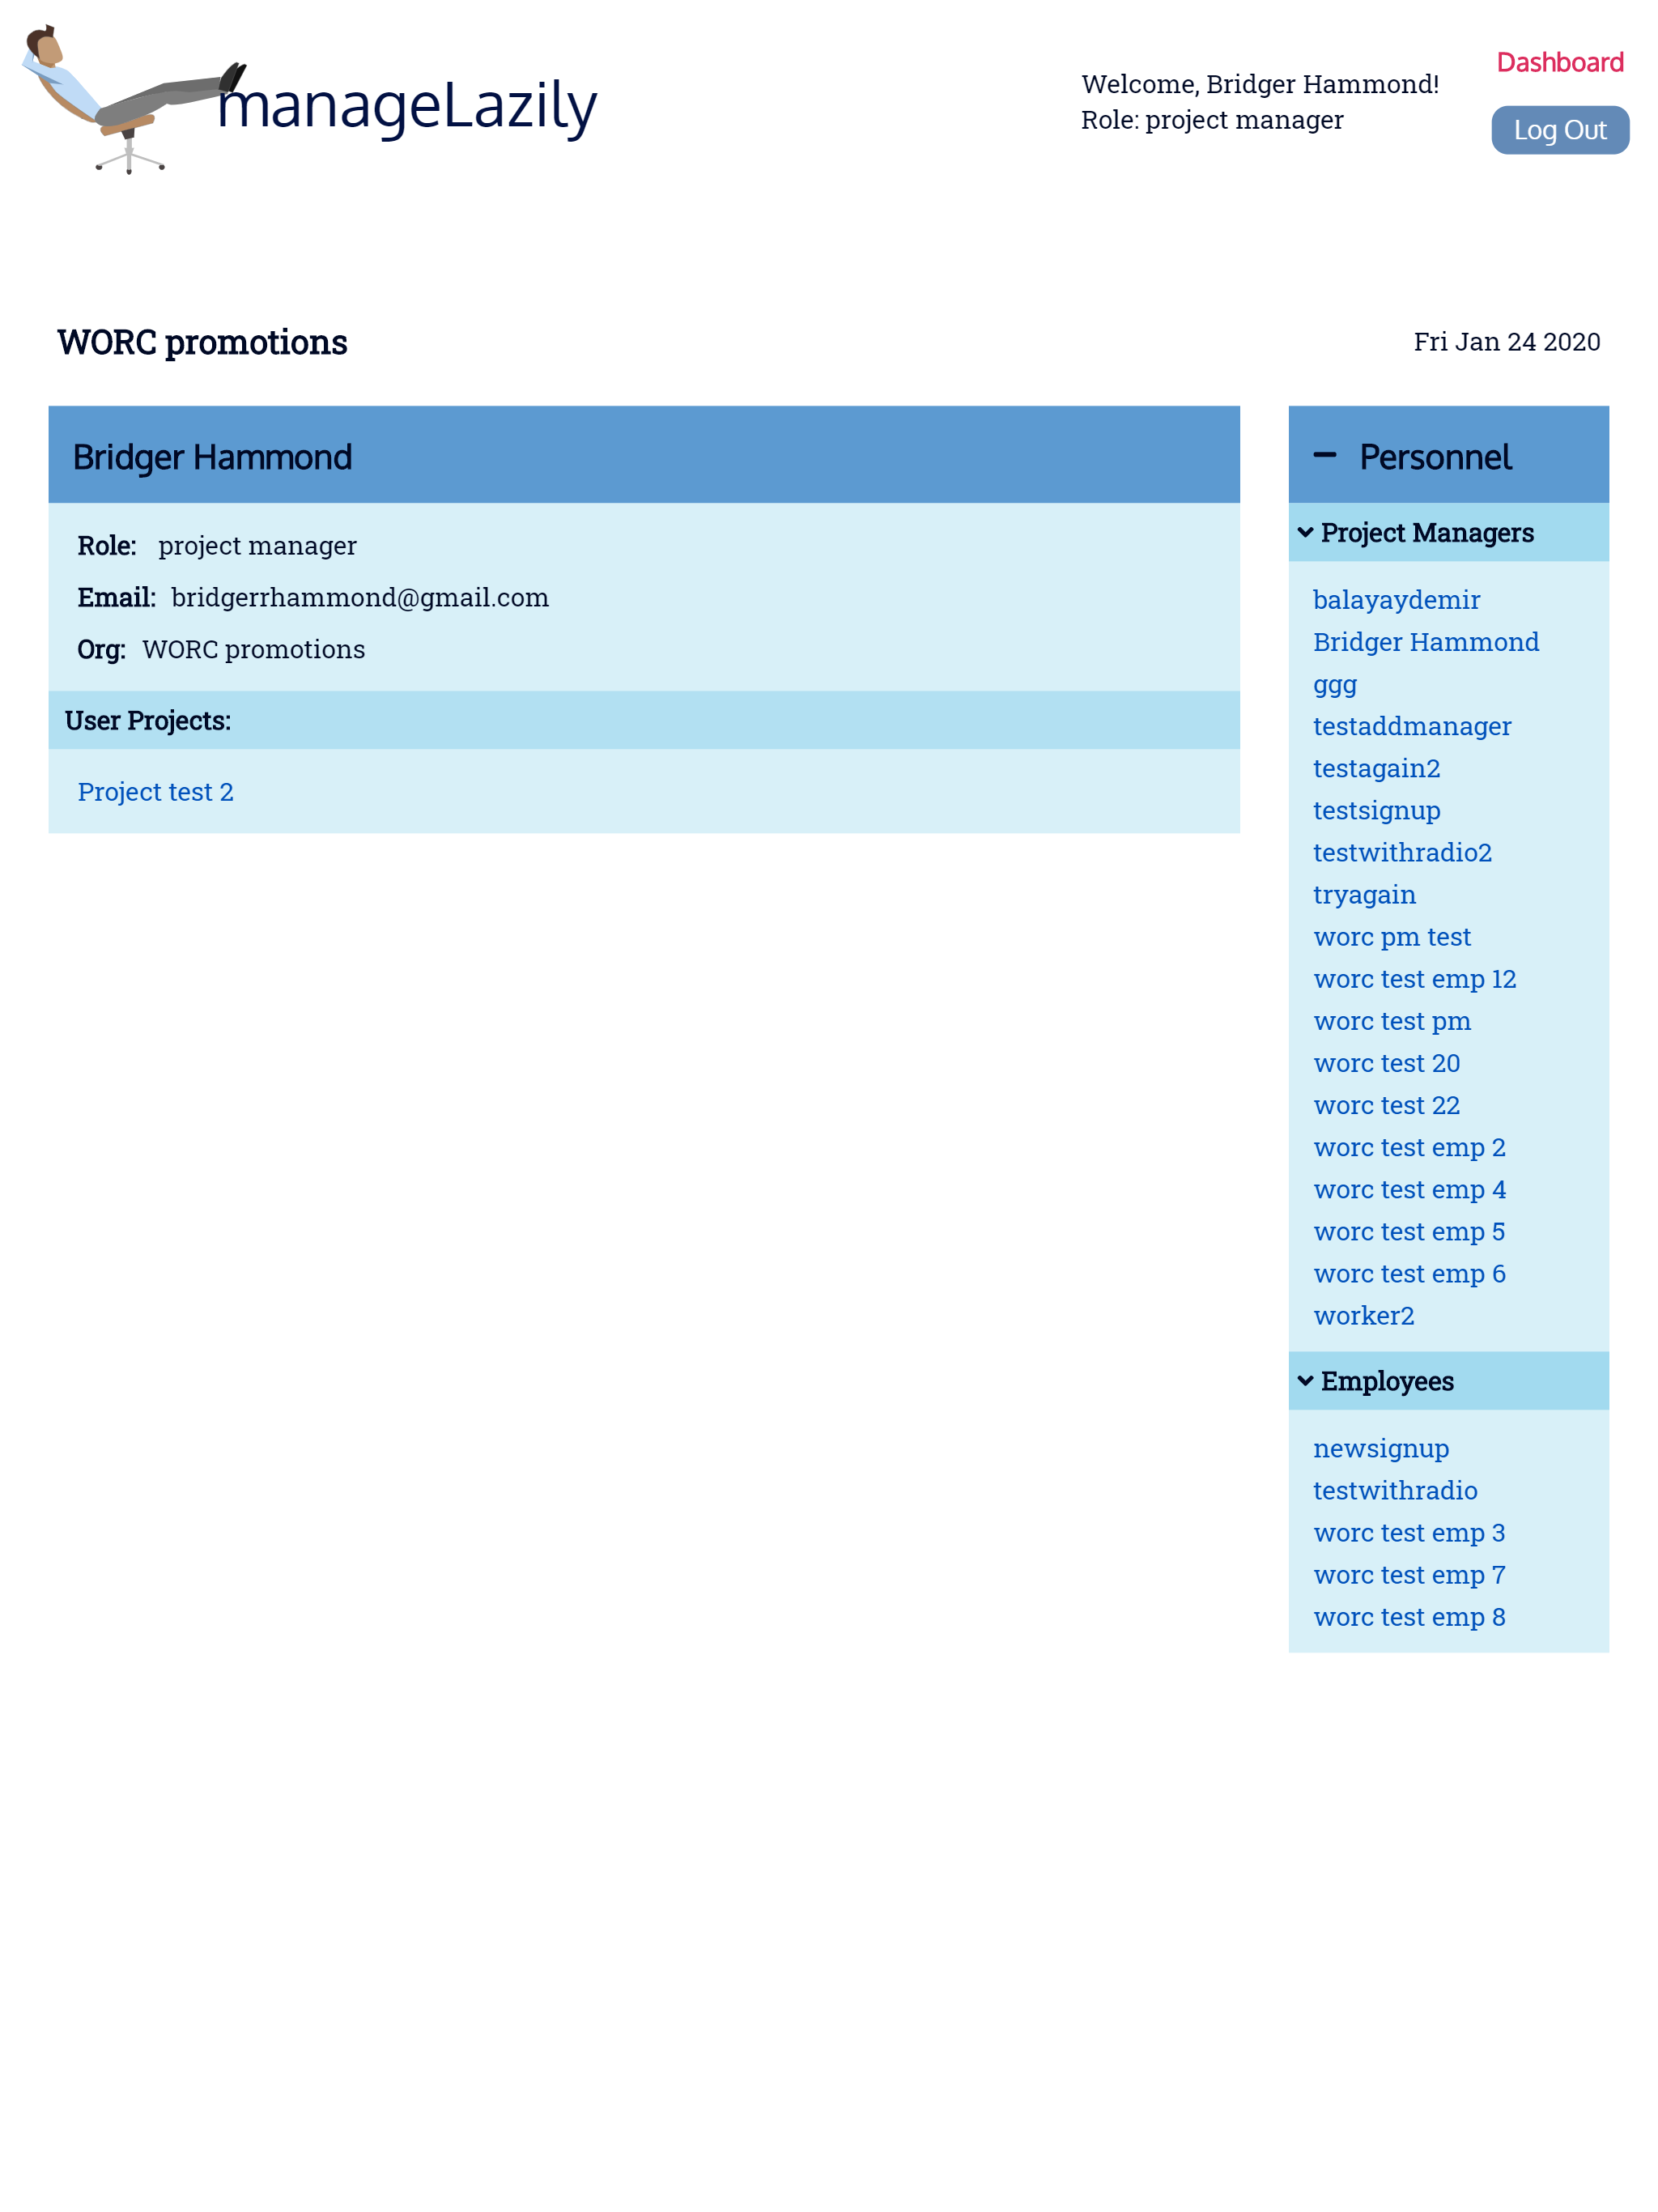 manageLazily
Welcome, Bridger Hammond!
Role: project manager
Dashboard
Log Out
WORC promotions
Fri Jan 24 2020
Bridger Hammond
Role: project manager
Email: bridgerrhammond@gmail.com
Org: WORC promotions
User Projects:
Project test 2
Personnel
Project Managers
balayaydemir
Bridger Hammond
ggg
testaddmanager
testagain2
testsignup
testwithradio2
tryagain
worc pm test
worc test emp 12
worc test pm
worc test 20
worc test 22
worc test emp 2
worc test emp 4
worc test emp 5
worc test emp 6
worker2
Employees
newsignup
testwithradio
worc test emp 3
worc test emp 7
worc test emp 8